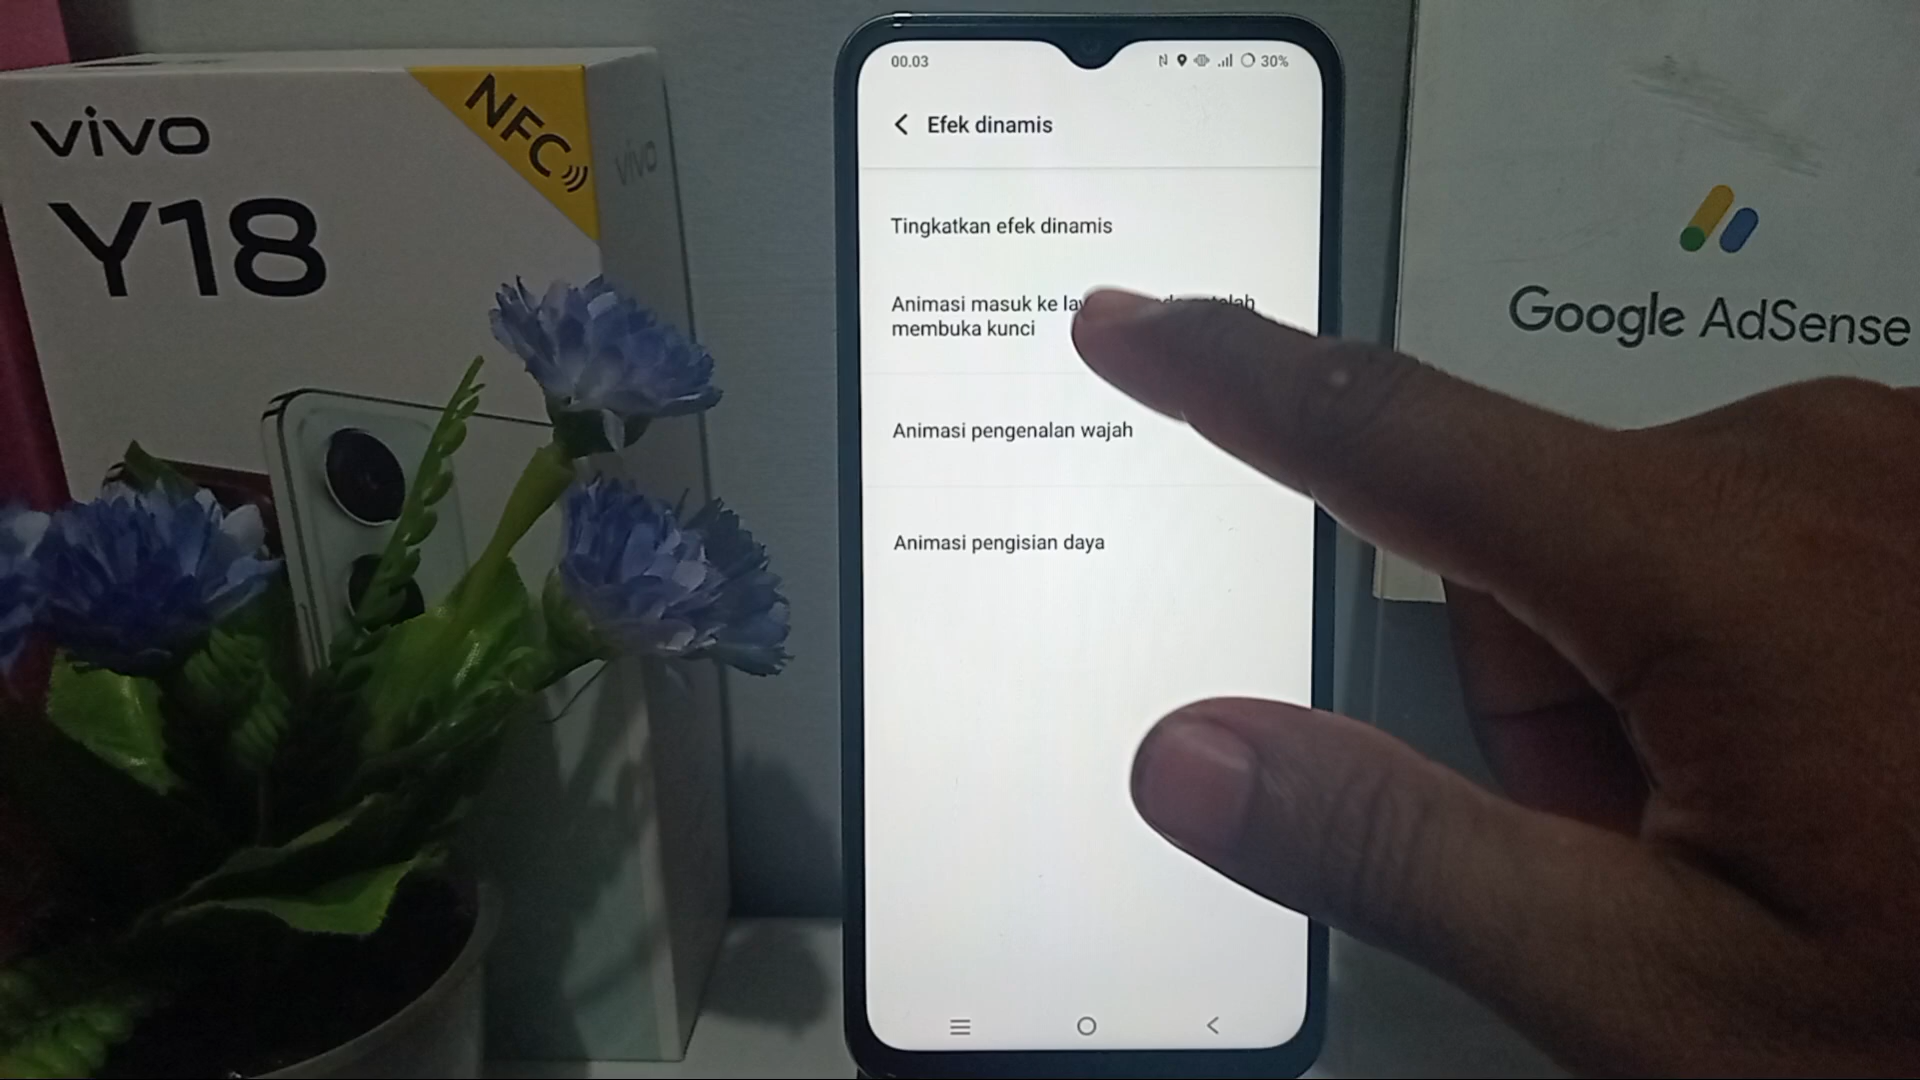 vivo
Y18
NFC
vivo
00.03
30%
Efek dinamis
Tingkatkan efek dinamis
Animasi masuk ke
membuka kunci
Animasi pengenalan wajah
Animasi pengisian daya
Google AdSense